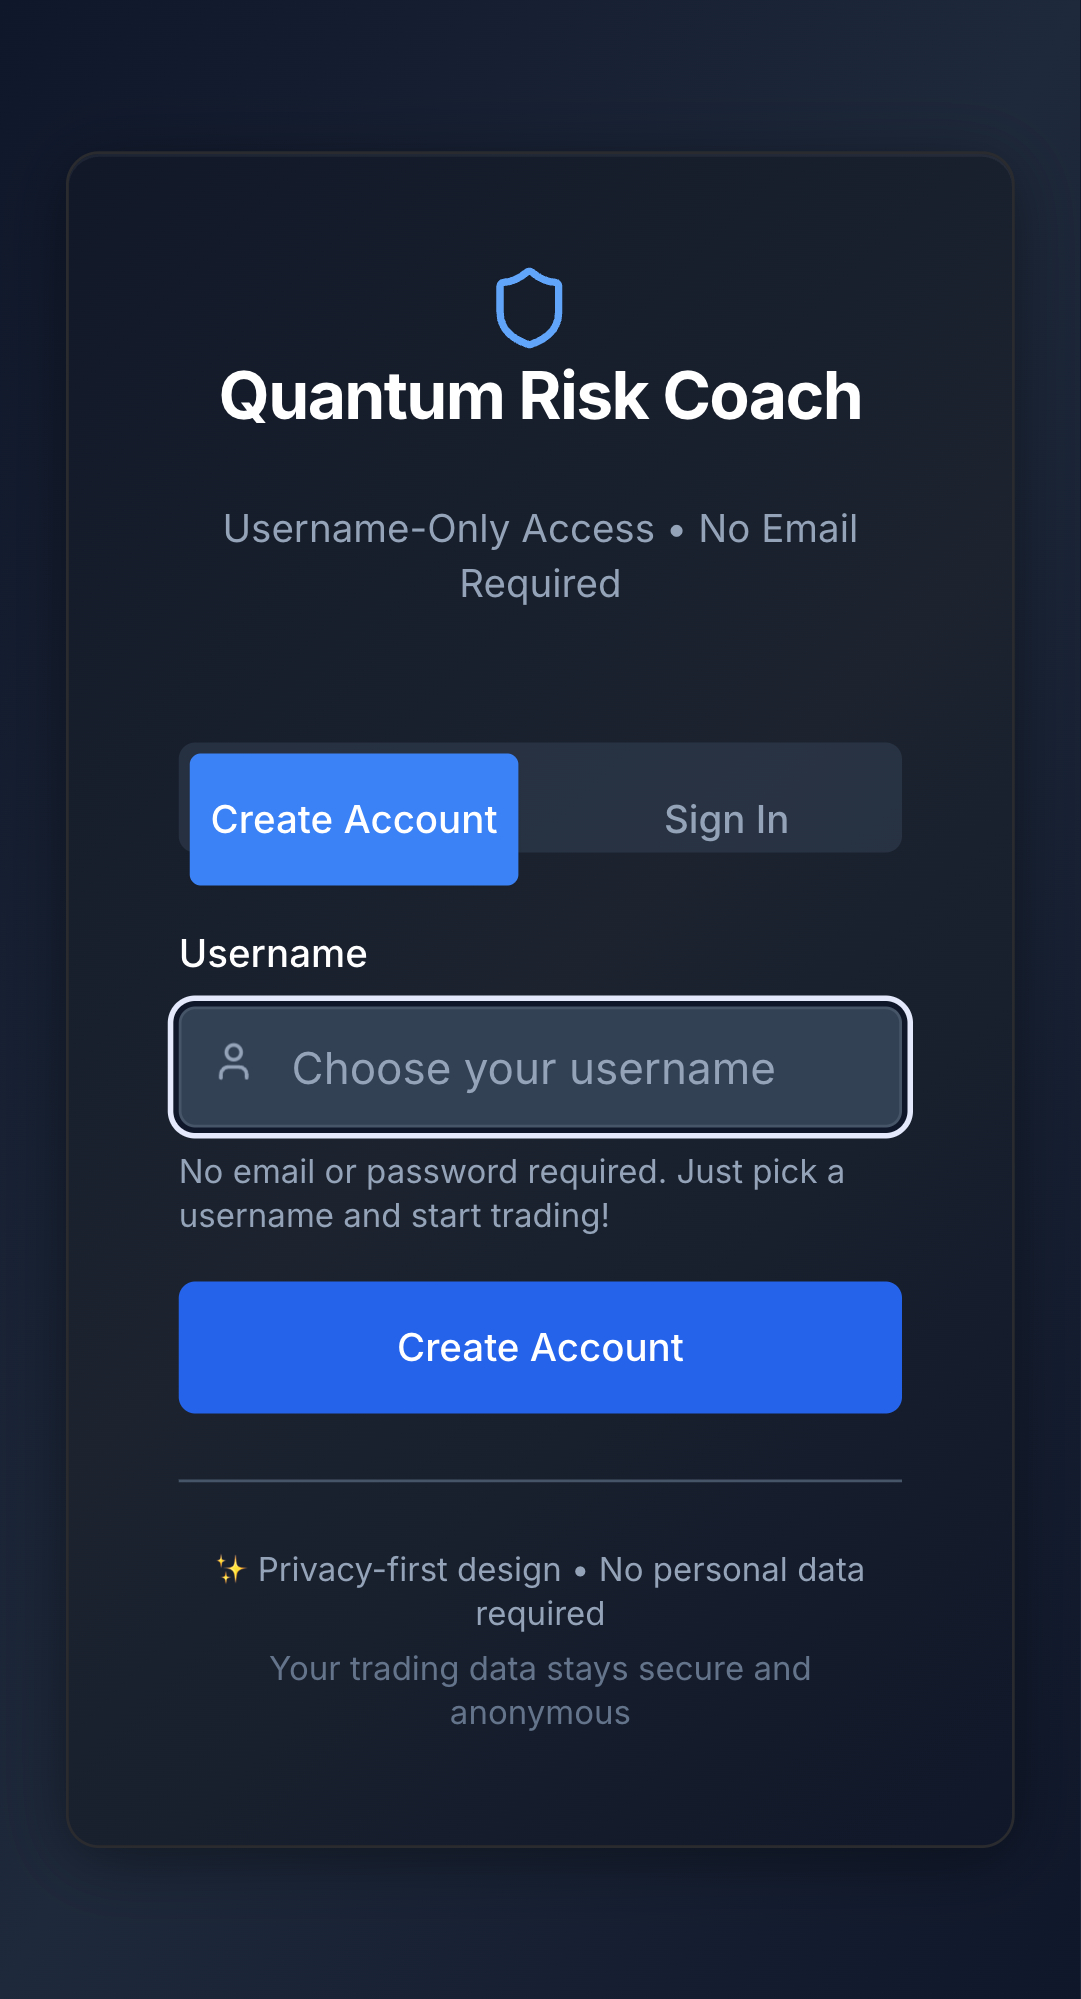 Quantum Risk Coach
Username-Only Access • No Email
Required
Create Account
Sign In
Username
Choose your username
No email or password required. Just pick a
username and start trading!
Create Account
✨ Privacy-first design • No personal data
required
Your trading data stays secure and
anonymous